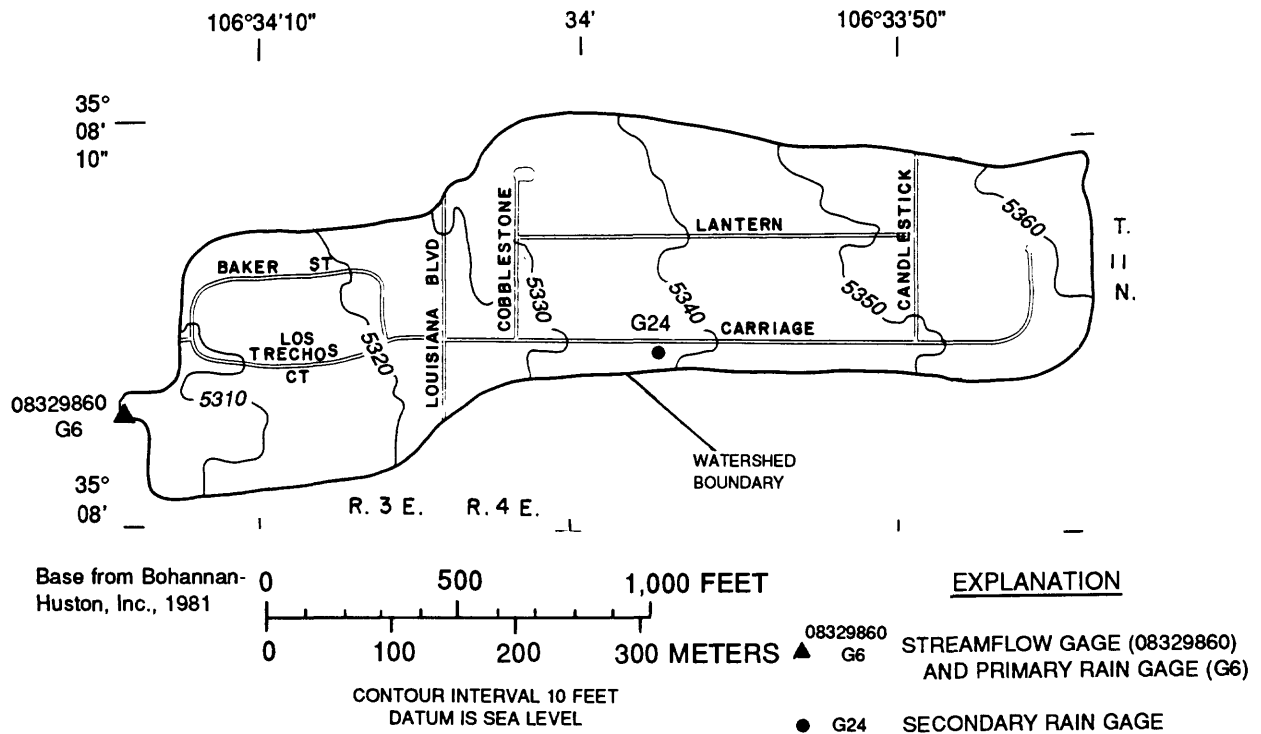 106°34'10"
34'
106°33'50"
35°
08'
10"
T.
11
N.
BAKER ST
LOS
TRECHOS
CT
LOUISIANA BLVD
COBBLESTONE
LANTERN
CANDLESTICK
CARRIAGE
G24
5310
5320
5330
5340
5350
5360
08329860
G6
WATERSHED
BOUNDARY
35°
08'
R. 3 E.
R. 4 E.
Base from Bohannan-
Huston, Inc., 1981
0 500 1,000 FEET
0 100 200 300 METERS
CONTOUR INTERVAL 10 FEET
DATUM IS SEA LEVEL
EXPLANATION
08329860
G6
STREAMFLOW GAGE (08329860)
AND PRIMARY RAIN GAGE (G6)
G24 SECONDARY RAIN GAGE